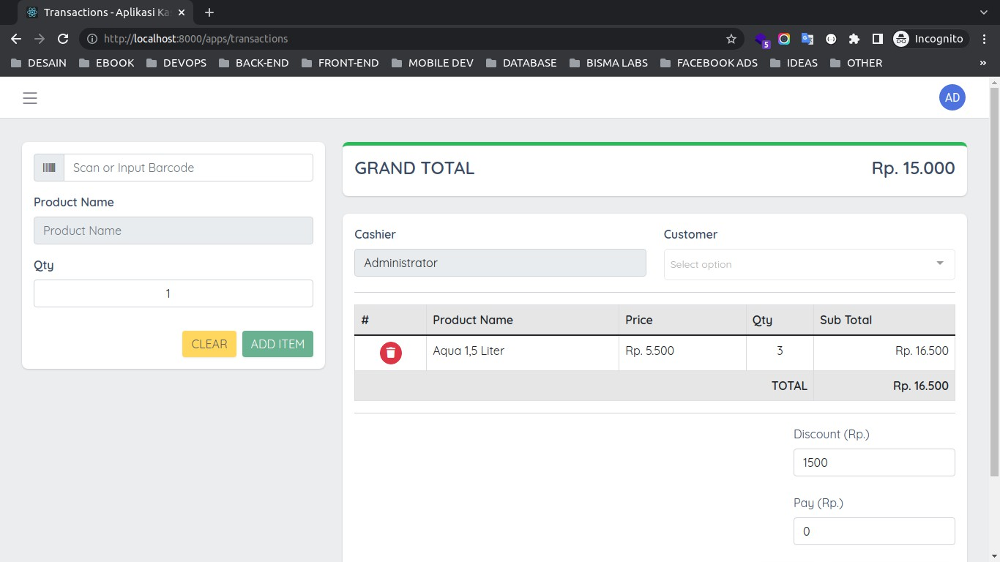 Transactions - Aplikasi Ka
http://localhost:8000/apps/transactions
5
Incognito
DESAIN
EBOOK
DEVOPS
BACK-END
FRONT-END
MOBILE DEV
DATABASE
BISMA LABS
FACEBOOK ADS
IDEAS
OTHER
»
AD
Scan or Input Barcode
Product Name
Product Name
Qty
1
CLEAR
ADD ITEM
GRAND TOTAL
Rp. 15.000
Cashier
Customer
Administrator
Select option
# Product Name Price Qty Sub Total
Aqua 1,5 Liter Rp. 5.500 3 Rp. 16.500
TOTAL Rp. 16.500
Discount (Rp.)
1500
Pay (Rp.)
0